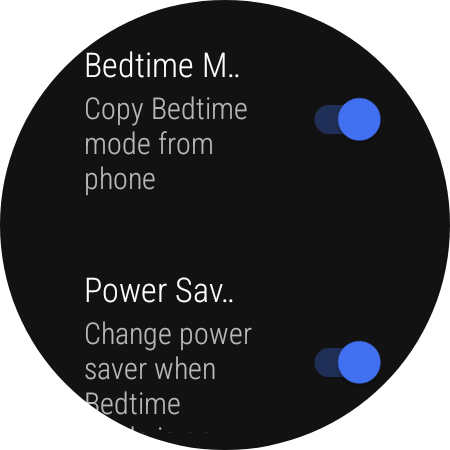 Bedtime M..
Copy Bedtime
mode from
phone
Power Sav..
Change power
saver when
Bedtime